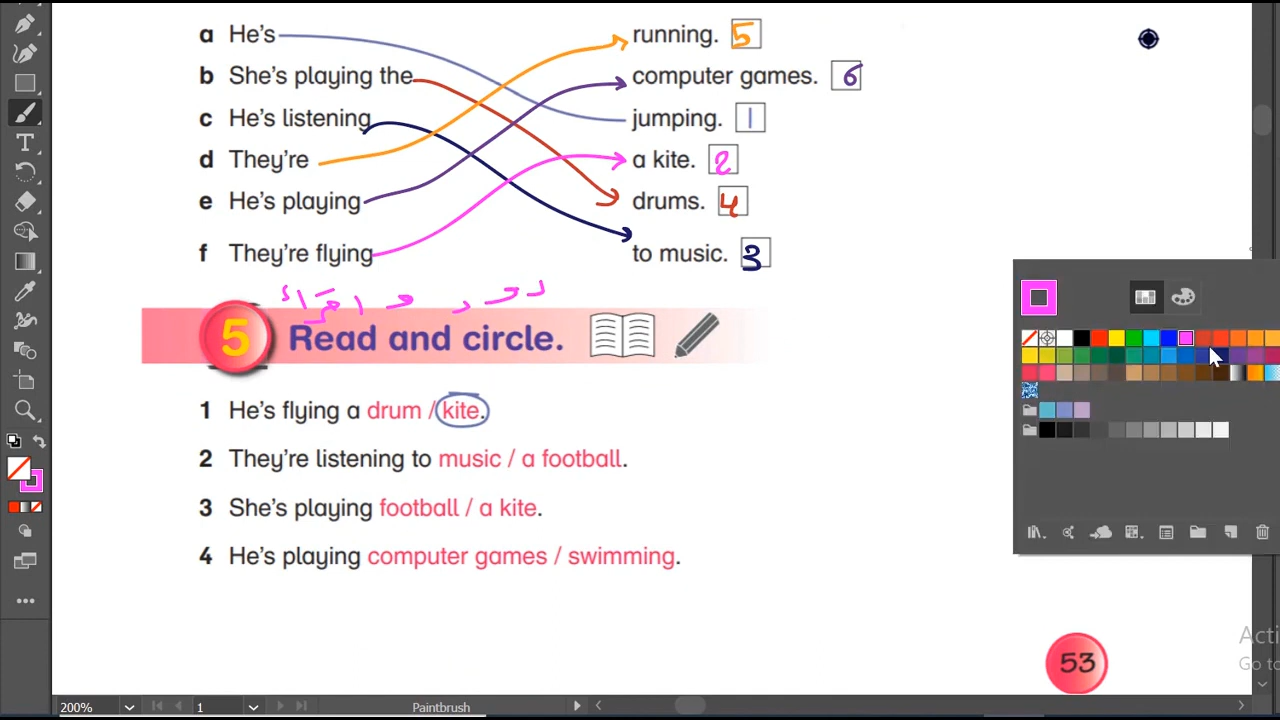 a He's running. 5
b She's playing the computer games. 6
c He's listening jumping. 1
d They're a kite. 2
e He's playing drums. 4
f They're flying to music. 3
5 Read and circle.
1 He's flying a drum / kite.
2 They're listening to music / a football.
3 She's playing football / a kite.
4 He's playing computer games / swimming.
53
Acti
Go to
200% 1 Paintbrush